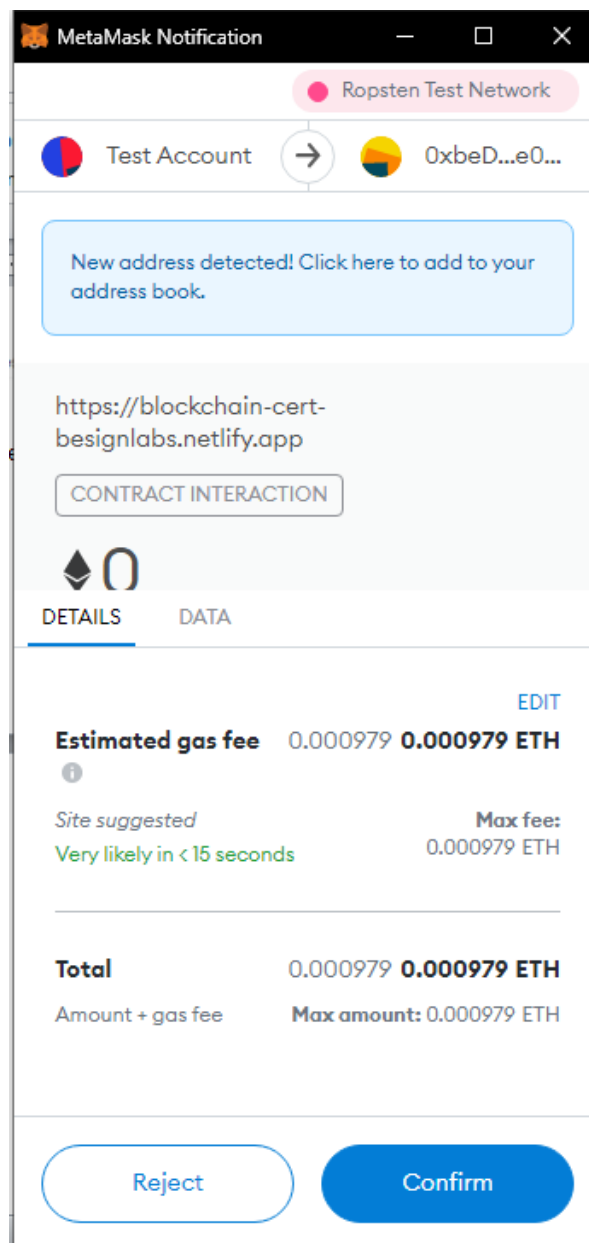 MetaMask Notification
Ropsten Test Network
Test Account
0xbeD...e0...
New address detected! Click here to add to your
address book.
https://blockchain-cert-
besignlabs.netlify.app
CONTRACT INTERACTION
0
DETAILS DATA
EDIT
Estimated gas fee 0.000979 0.000979 ETH
Site suggested Max fee:
Very likely in < 15 seconds 0.000979 ETH
Total 0.000979 0.000979 ETH
Amount + gas fee Max amount: 0.000979 ETH
Reject Confirm